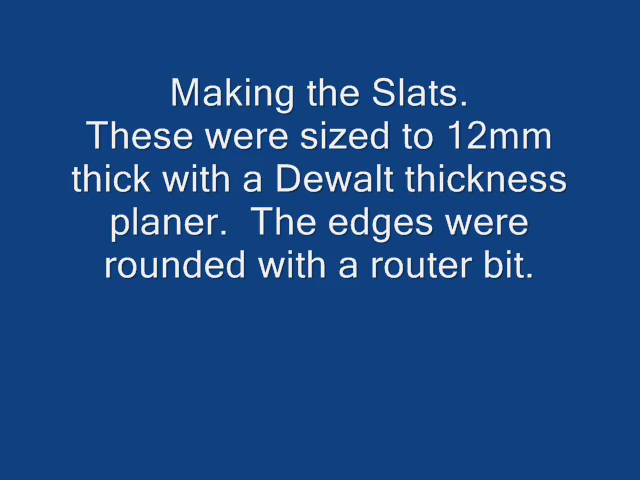 Making the Slats.
These were sized to 12mm
thick with a Dewalt thickness
planer.  The edges were
rounded with a router bit.